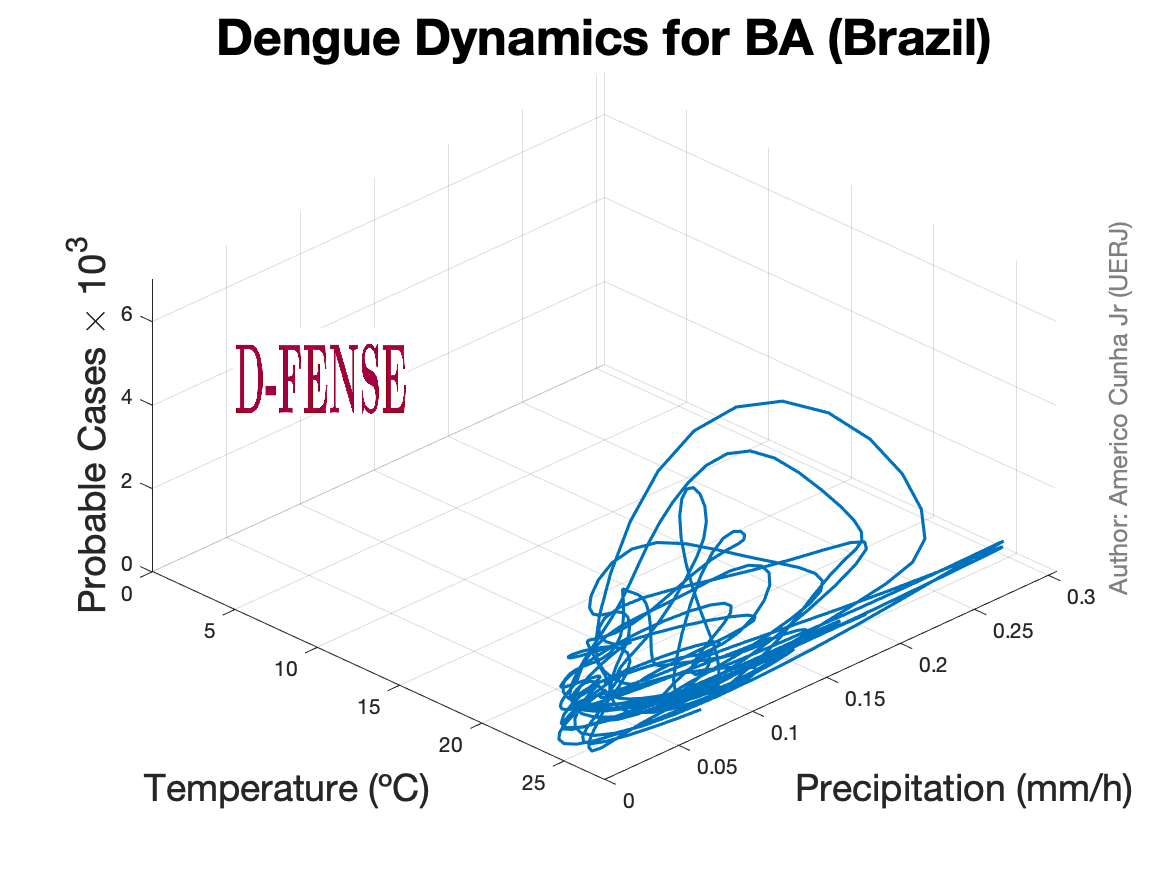 Dengue Dynamics for BA (Brazil)
Probable Cases × 10³
6
4
2
0
D-FENSE
Author: Americo Cunha Jr (UERJ)
0
5
10
15
20
25
Temperature (ºC)
0.3
0.25
0.2
0.15
0.1
0.05
0
Precipitation (mm/h)